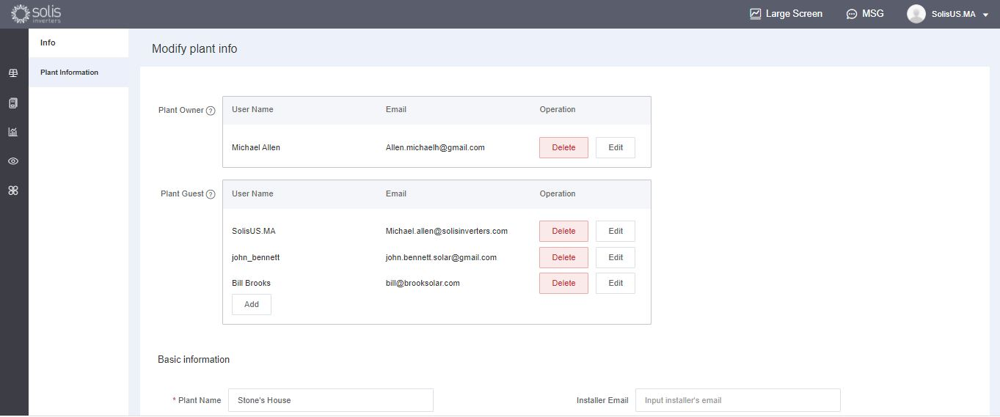 solis
inverters
Large Screen
MSG
SolisUS.MA
Info
Plant Information
Modify plant info
Plant Owner ?
User Name Email Operation
Michael Allen Allen.michaelh@gmail.com Delete Edit
Plant Guest ?
User Name Email Operation
SolisUS.MA Michael.allen@solisinverters.com Delete Edit
john_bennett john.bennett.solar@gmail.com Delete Edit
Bill Brooks bill@brooksolar.com Delete Edit
Add
Basic information
* Plant Name Stone's House Installer Email Input installer's email